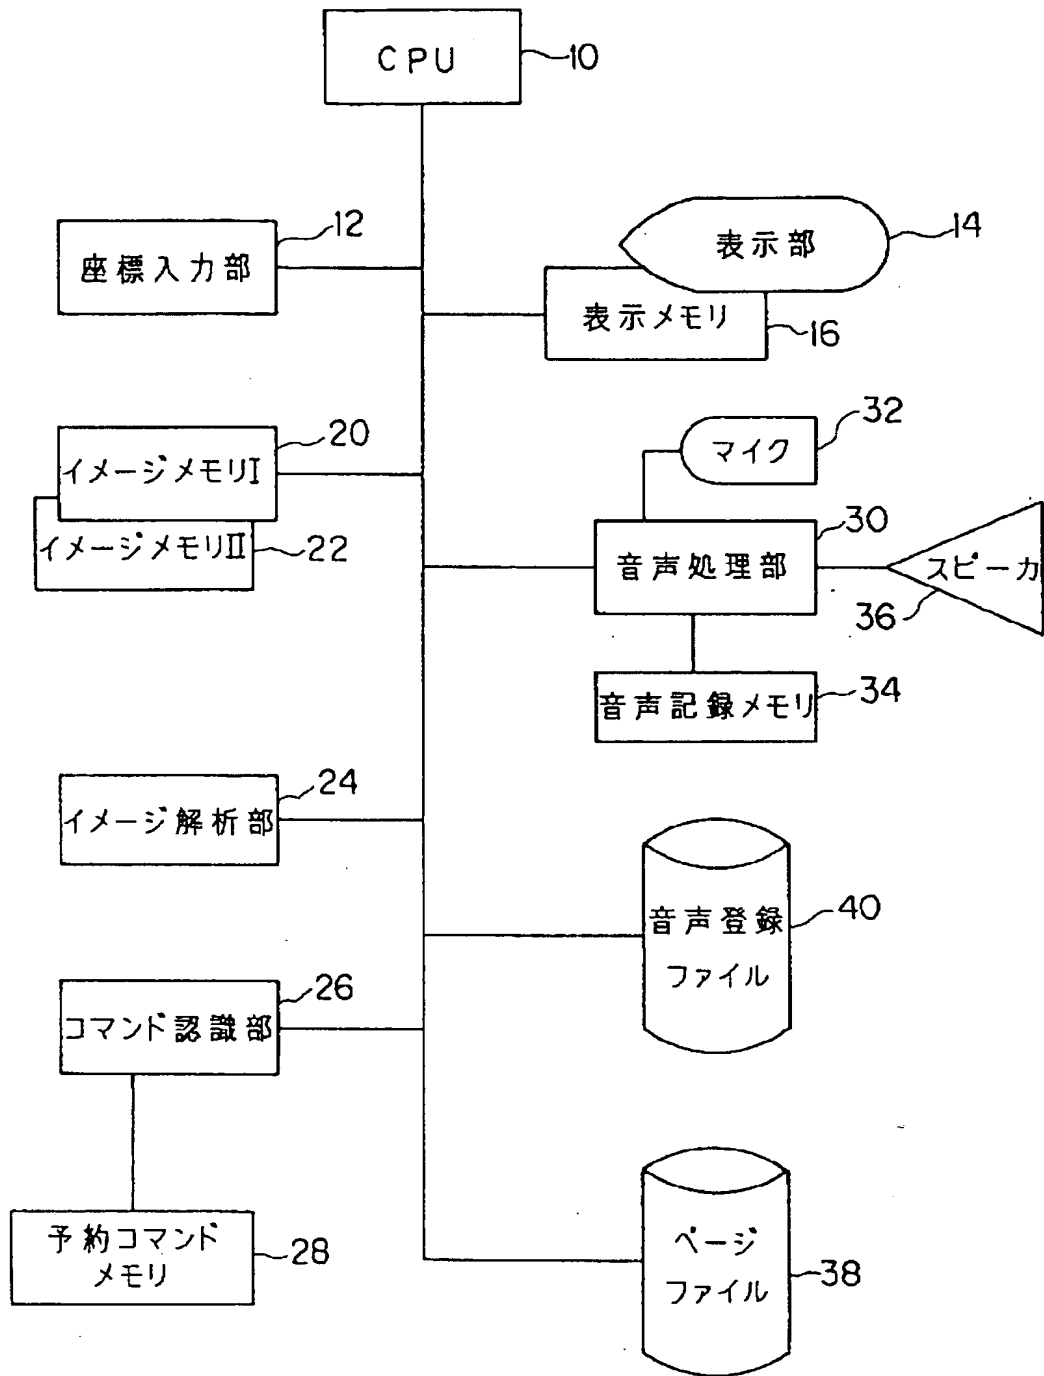 CPU
10
座標入力部
12
表示部
14
表示メモリ
16
イメージメモリI
20
イメージメモリII
22
マイク
32
音声処理部
30
スピーカ
36
音声記録メモリ
34
イメージ解析部
24
音声登録
ファイル
40
コマンド認識部
26
予約コマンド
メモリ
28
ページ
ファイル
38